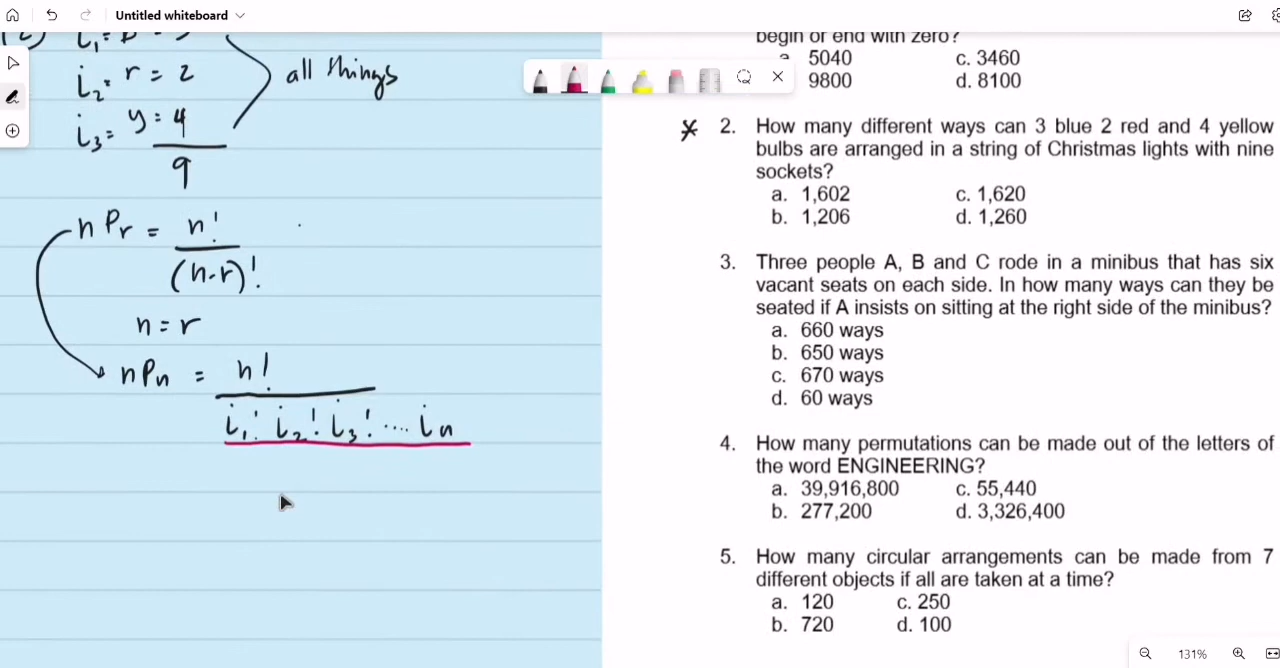 Untitled whiteboard
(2) i₁ = b = 3
i₂ = r = 2
i₃ = y = 4
9
all things
nPr = n!
(n-r)!
n = r
nPn = n!
i₁! i₂! i₃! .... in
begin or end with zero?
a. 5040 c. 3460
9800 d. 8100
* 2. How many different ways can 3 blue 2 red and 4 yellow
bulbs are arranged in a string of Christmas lights with nine
sockets?
a. 1,602 c. 1,620
b. 1,206 d. 1,260
3. Three people A, B and C rode in a minibus that has six
vacant seats on each side. In how many ways can they be
seated if A insists on sitting at the right side of the minibus?
a. 660 ways
b. 650 ways
c. 670 ways
d. 60 ways
4. How many permutations can be made out of the letters of
the word ENGINEERING?
a. 39,916,800 c. 55,440
b. 277,200 d. 3,326,400
5. How many circular arrangements can be made from 7
different objects if all are taken at a time?
a. 120 c. 250
b. 720 d. 100
131%